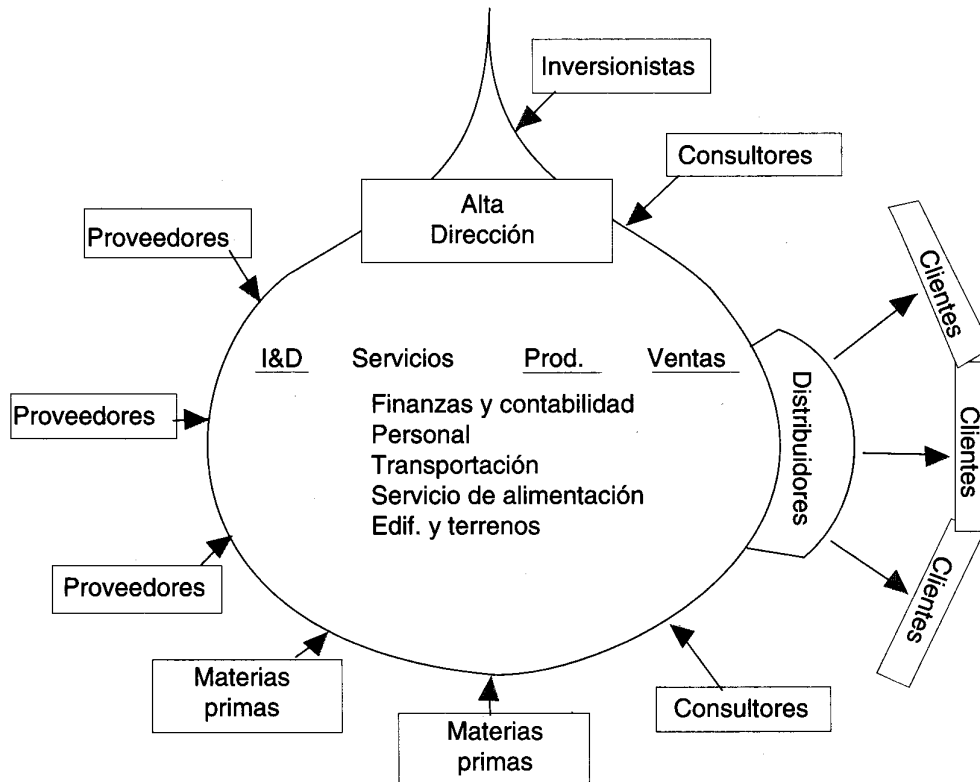 Inversionistas
Consultores
Alta
Dirección
Proveedores
Clientes
I&D Servicios Prod. Ventas
Finanzas y contabilidad
Personal
Transportación
Servicio de alimentación
Edif. y terrenos
Distribuidores
Proveedores
Clientes
Proveedores
Clientes
Materias
primas
Materias
primas
Consultores